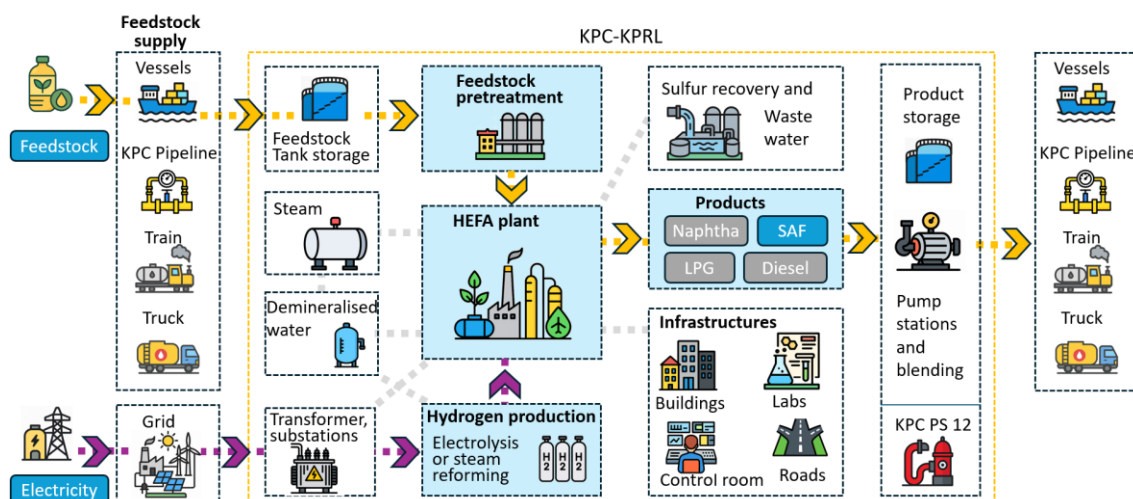 KPC-KPRL
Feedstock
supply
Vessels
KPC Pipeline
Train
Truck
Feedstock
Electricity
Grid
Feedstock
Tank storage
Steam
Demineralised
water
Transformer,
substations
Feedstock
pretreatment
HEFA plant
Hydrogen production
Electrolysis
or steam
reforming
H
2
H
2
H
2
Sulfur recovery and
Waste
water
Products
Naphtha
SAF
LPG
Diesel
Infrastructures
Buildings
Labs
Control room
Roads
Product
storage
Pump
stations
and
blending
KPC PS 12
Vessels
KPC Pipeline
Train
Truck